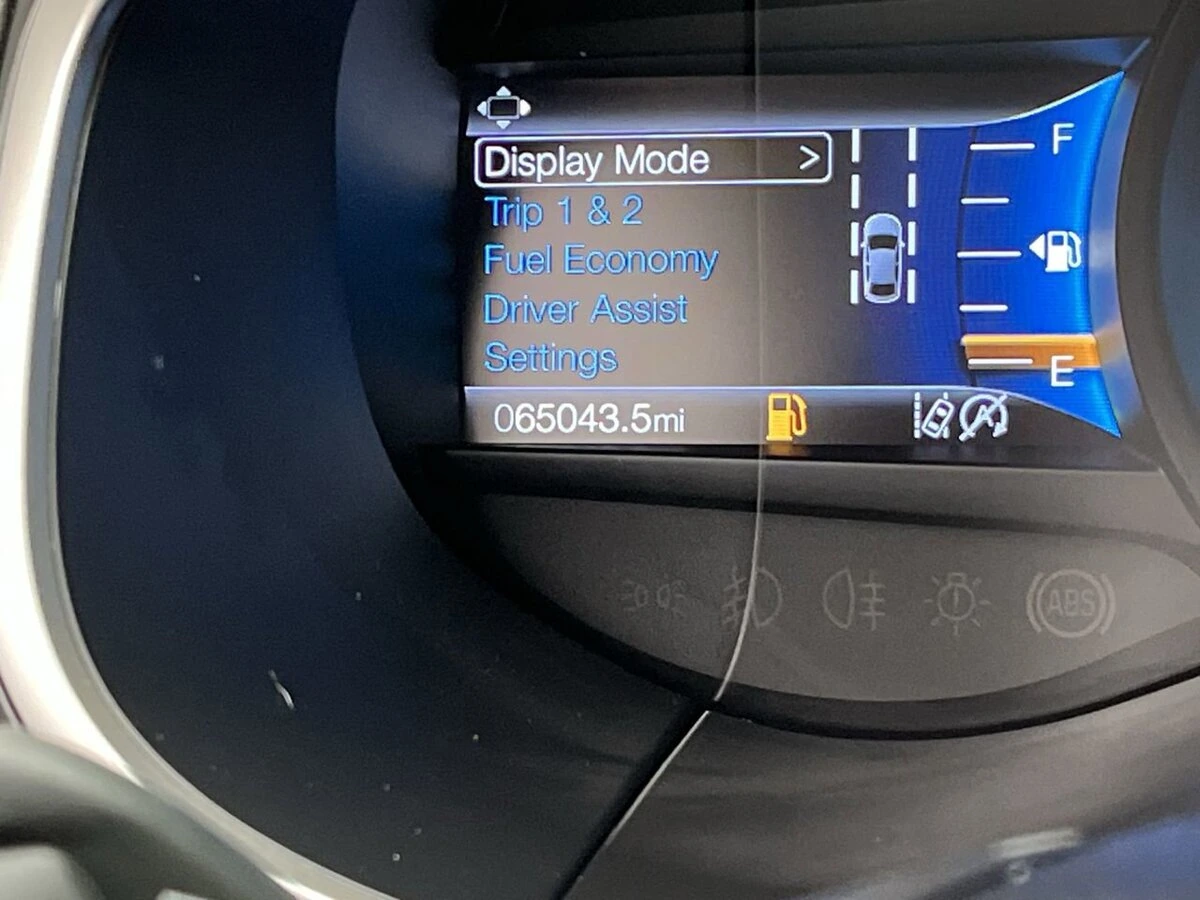 F
Display Mode >
Trip 1 & 2
Fuel Economy
Driver Assist
Settings
E
065043.5mi
ABS